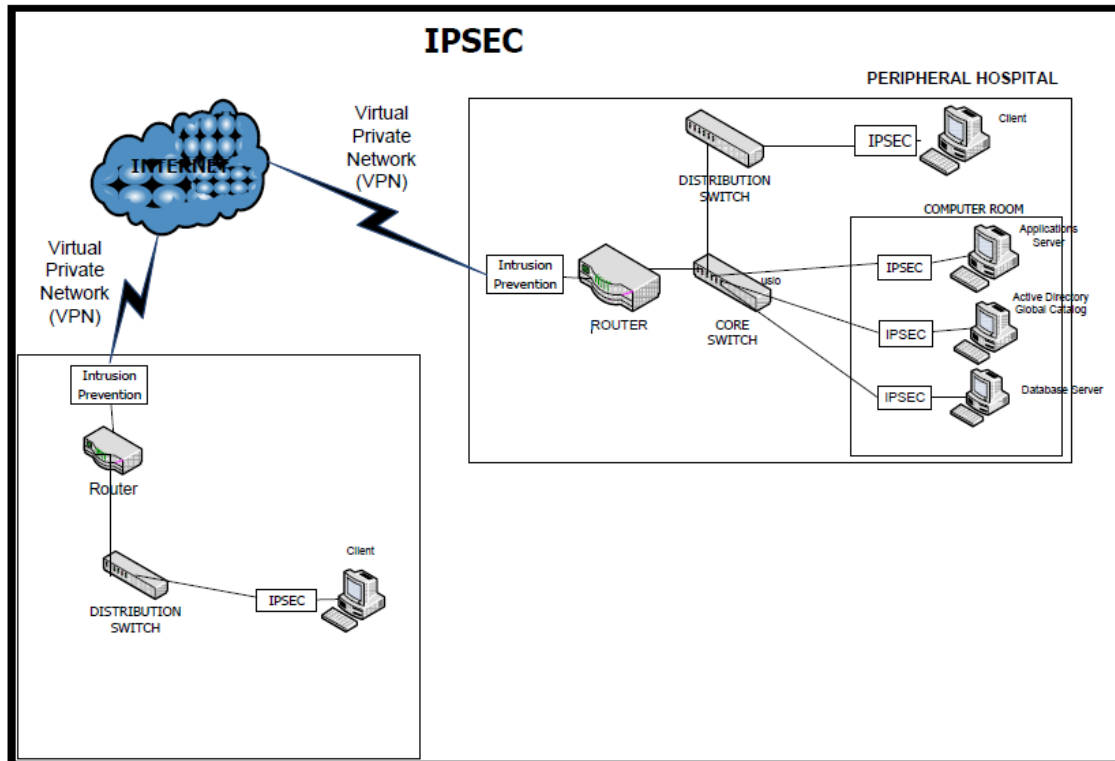 IPSEC
PERIPHERAL HOSPITAL
Virtual
Private
Network
(VPN)
INTERNET
Client
IPSEC
DISTRIBUTION
SWITCH
COMPUTER ROOM
Applications
Server
IPSEC
Intrusion
Prevention
usio
ROUTER
CORE
SWITCH
Active Directory
Global Catalog
IPSEC
Database Server
IPSEC
Virtual
Private
Network
(VPN)
Intrusion
Prevention
Router
Client
IPSEC
DISTRIBUTION
SWITCH